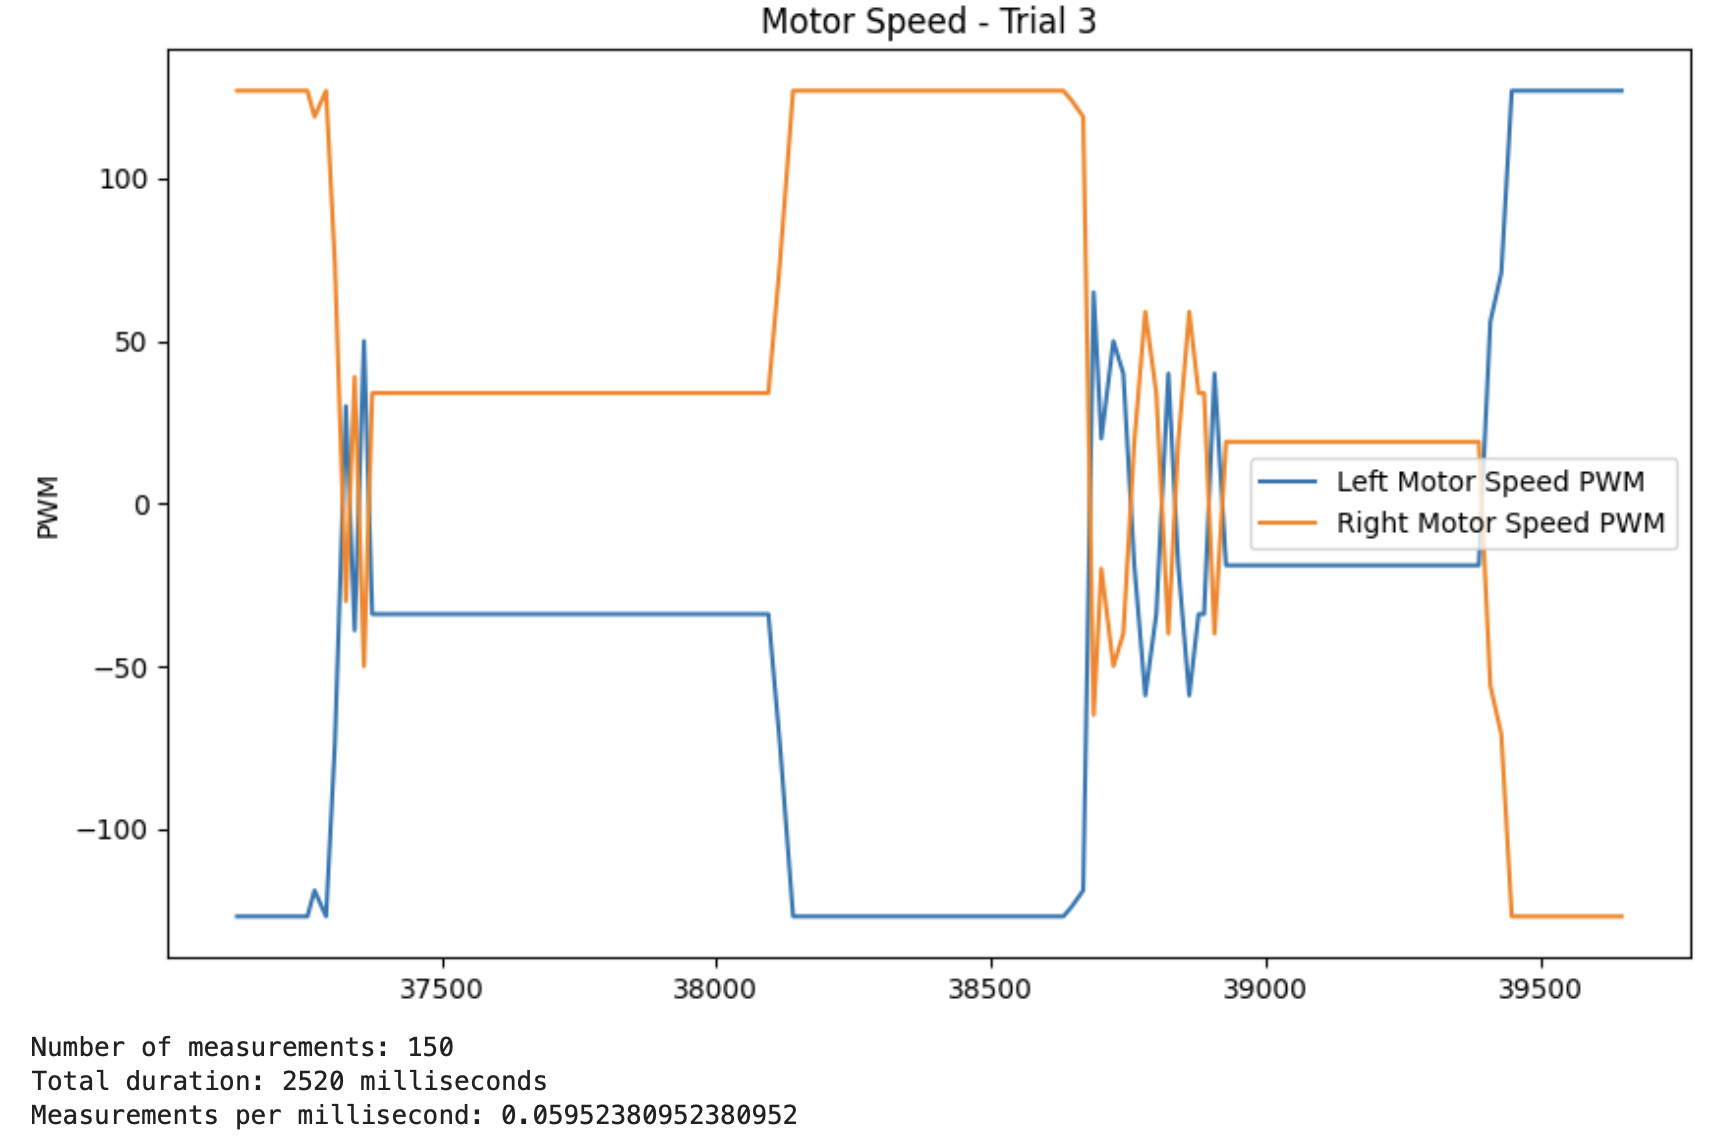 Motor Speed - Trial 3
PWM
100
50
0
−50
−100
Left Motor Speed PWM
Right Motor Speed PWM
37500 38000 38500 39000 39500
Number of measurements: 150
Total duration: 2520 milliseconds
Measurements per millisecond: 0.05952380952380952